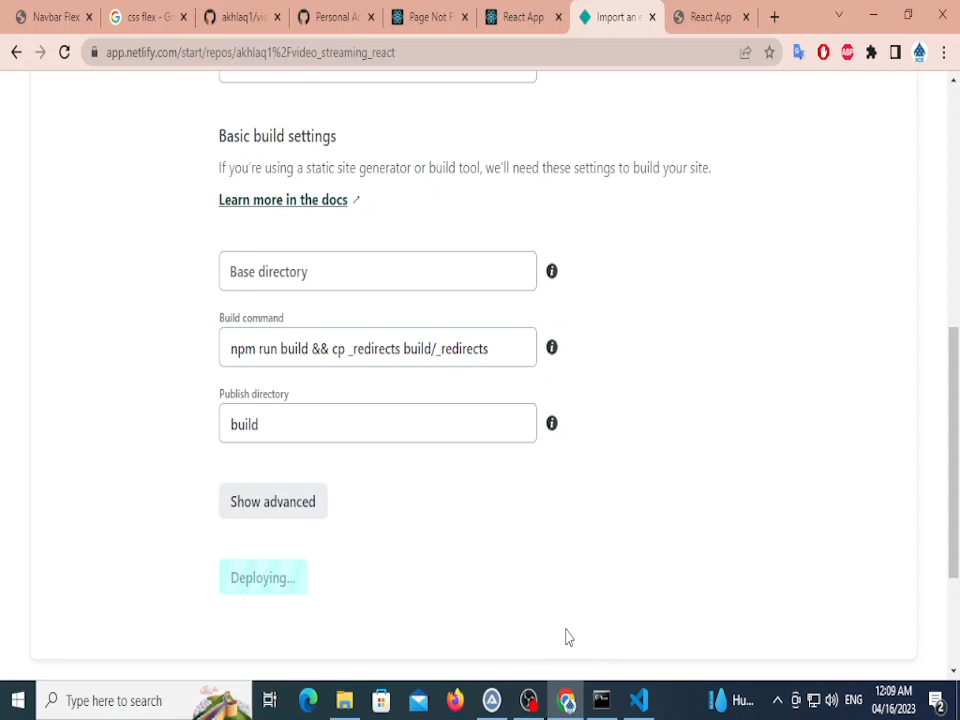 Navbar Flex
css flex - G
akhlaq1/vi
Personal A
Page Not F
React App
Import an
React App
app.netlify.com/start/repos/akhlaq1%2Fvideo_streaming_react
Basic build settings
If you're using a static site generator or build tool, we'll need these settings to build your site.
Learn more in the docs ↗
Base directory
Build command
npm run build && cp _redirects build/_redirects
Publish directory
build
Show advanced
Deploying...
Type here to search
Hu...
ENG
12:09 AM
04/16/2023
2